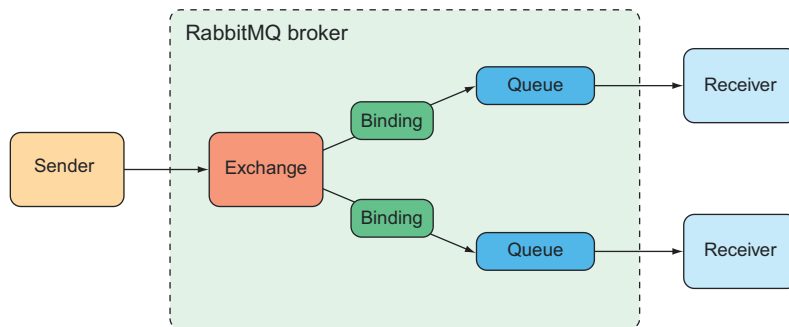 RabbitMQ broker
Queue
Receiver
Binding
Sender
Exchange
Binding
Queue
Receiver